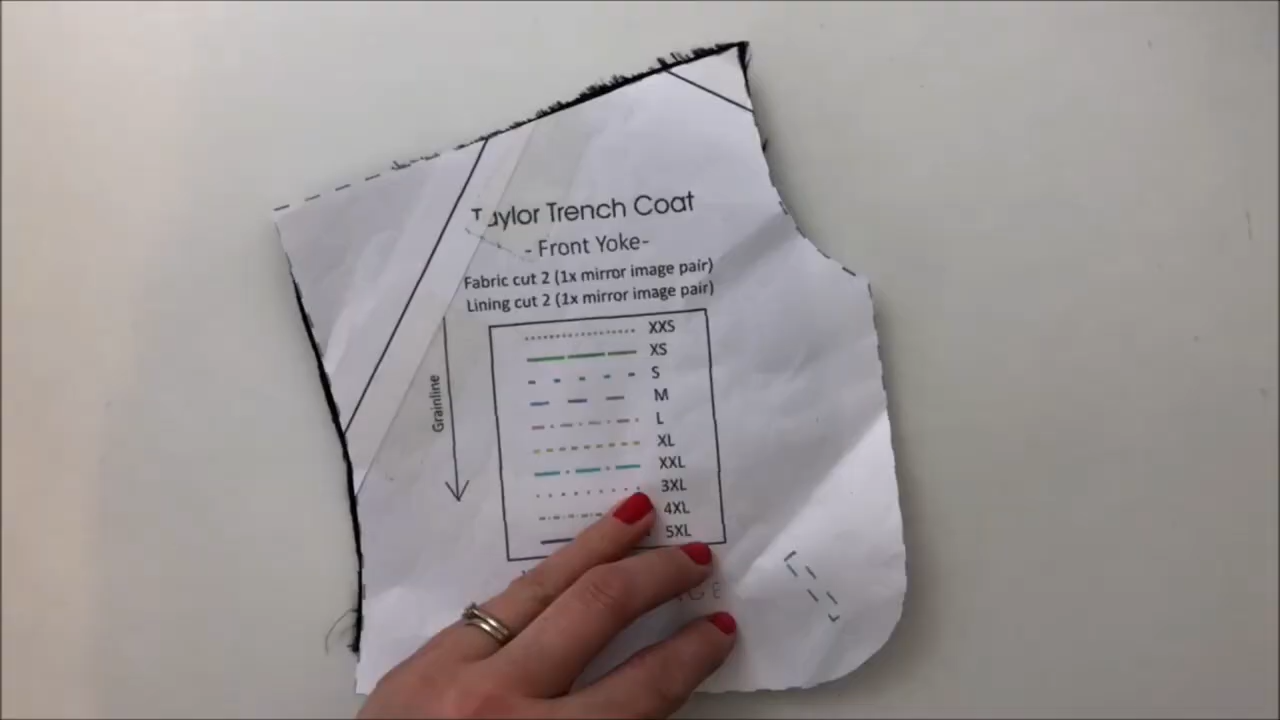 Taylor Trench Coat
- Front Yoke-
Fabric cut 2 (1x mirror image pair)
Lining cut 2 (1x mirror image pair)
XXS
XS
S
M
L
XL
XXL
3XL
4XL
5XL
Grainline